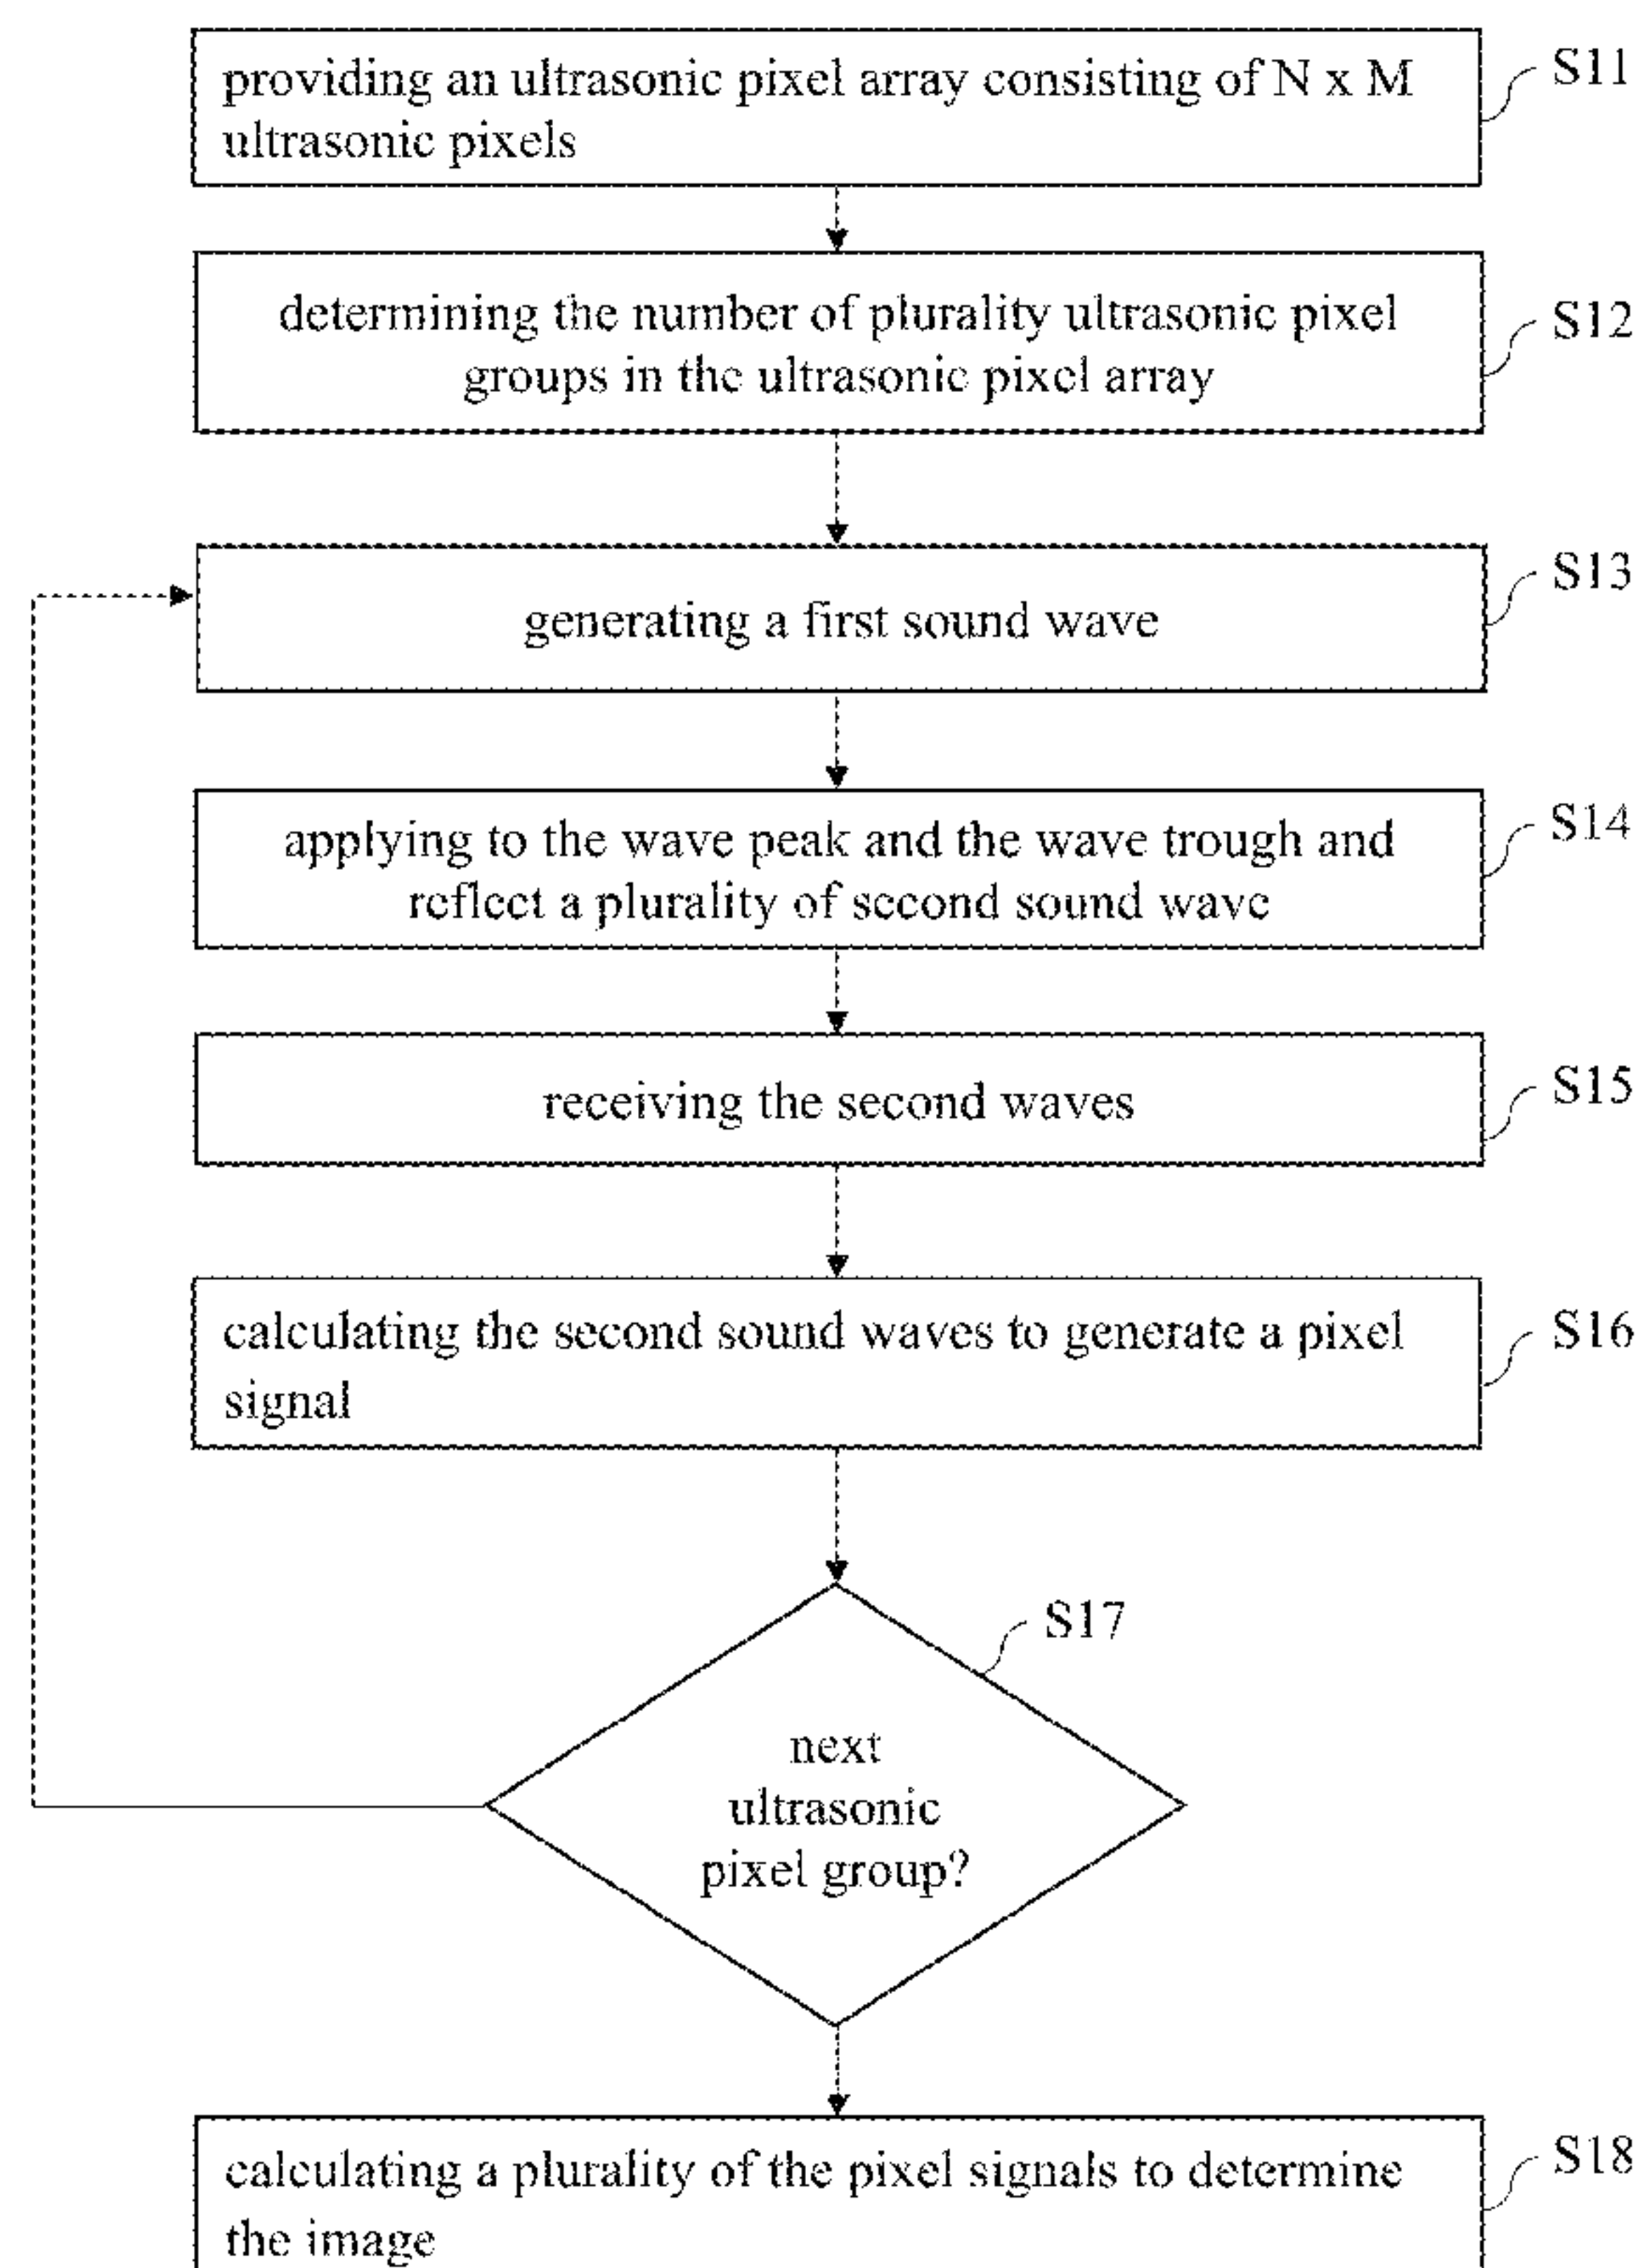 providing an ultrasonic pixel array consisting of N x M
ultrasonic pixels
S11
determining the number of plurality ultrasonic pixel
groups in the ultrasonic pixel array
S12
generating a first sound wave
S13
applying to the wave peak and the wave trough and
reflect a plurality of second sound wave
S14
receiving the second waves
S15
calculating the second sound waves to generate a pixel
signal
S16
S17
next
ultrasonic
pixel group?
calculating a plurality of the pixel signals to determine
the image
S18